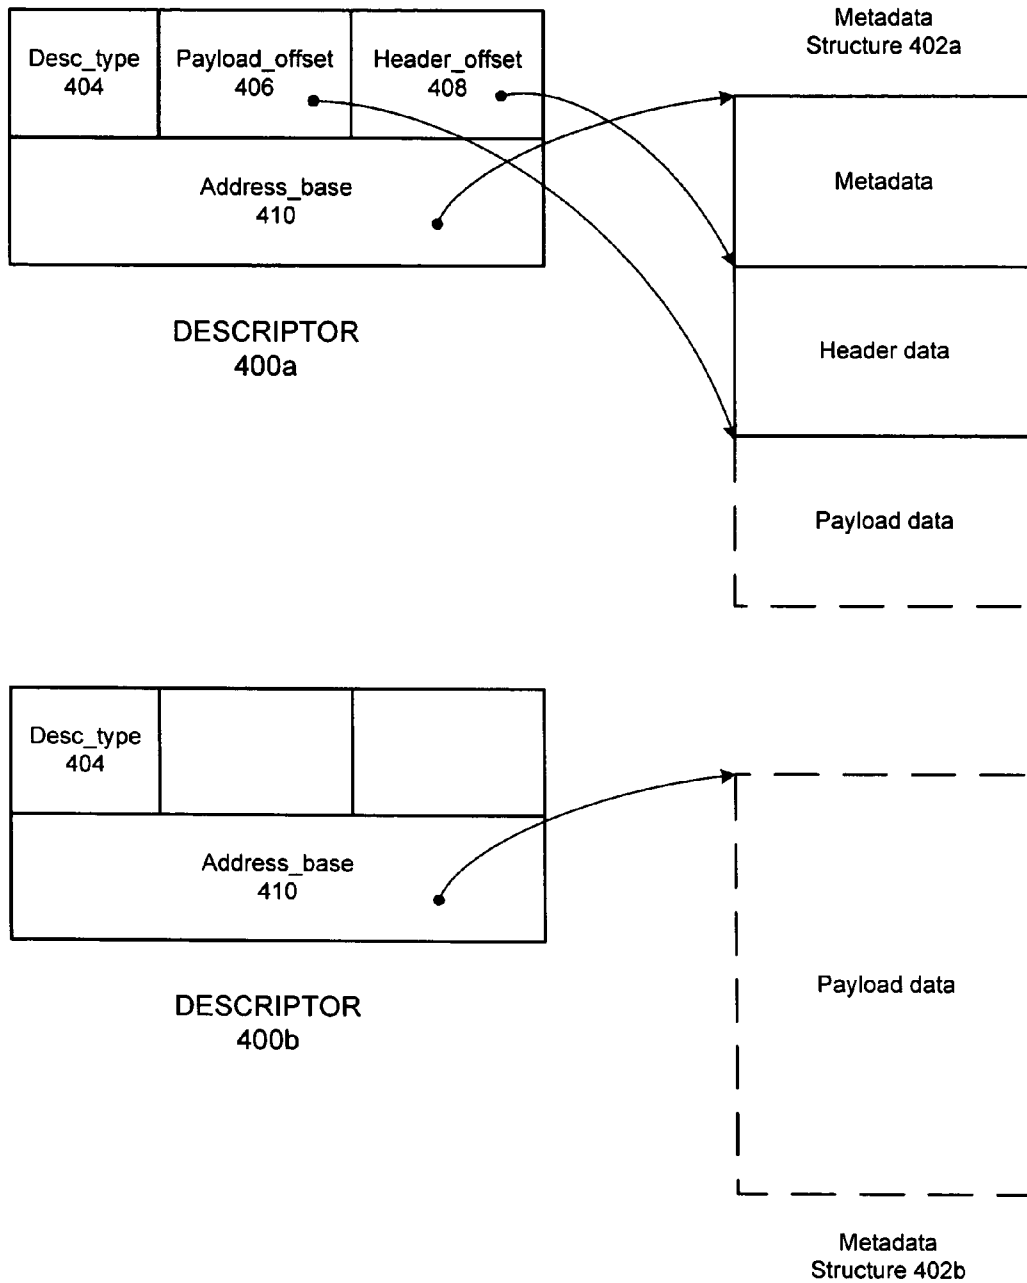 Metadata
Structure 402a
Desc_type
404
Payload_offset
406
Header_offset
408
Metadata
Address_base
410
DESCRIPTOR
400a
Header data
Payload data
Desc_type
404
Address_base
410
Payload data
DESCRIPTOR
400b
Metadata
Structure 402b